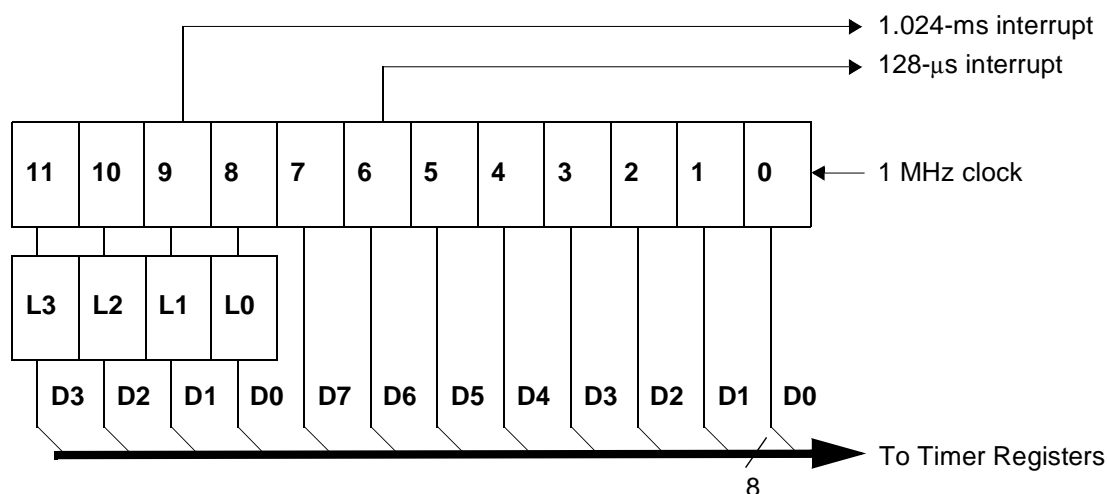 1.024-ms interrupt
128-μs interrupt
11 10 9 8 7 6 5 4 3 2 1 0
1 MHz clock
L3 L2 L1 L0
D3 D2 D1 D0 D7 D6 D5 D4 D3 D2 D1 D0
To Timer Registers
8